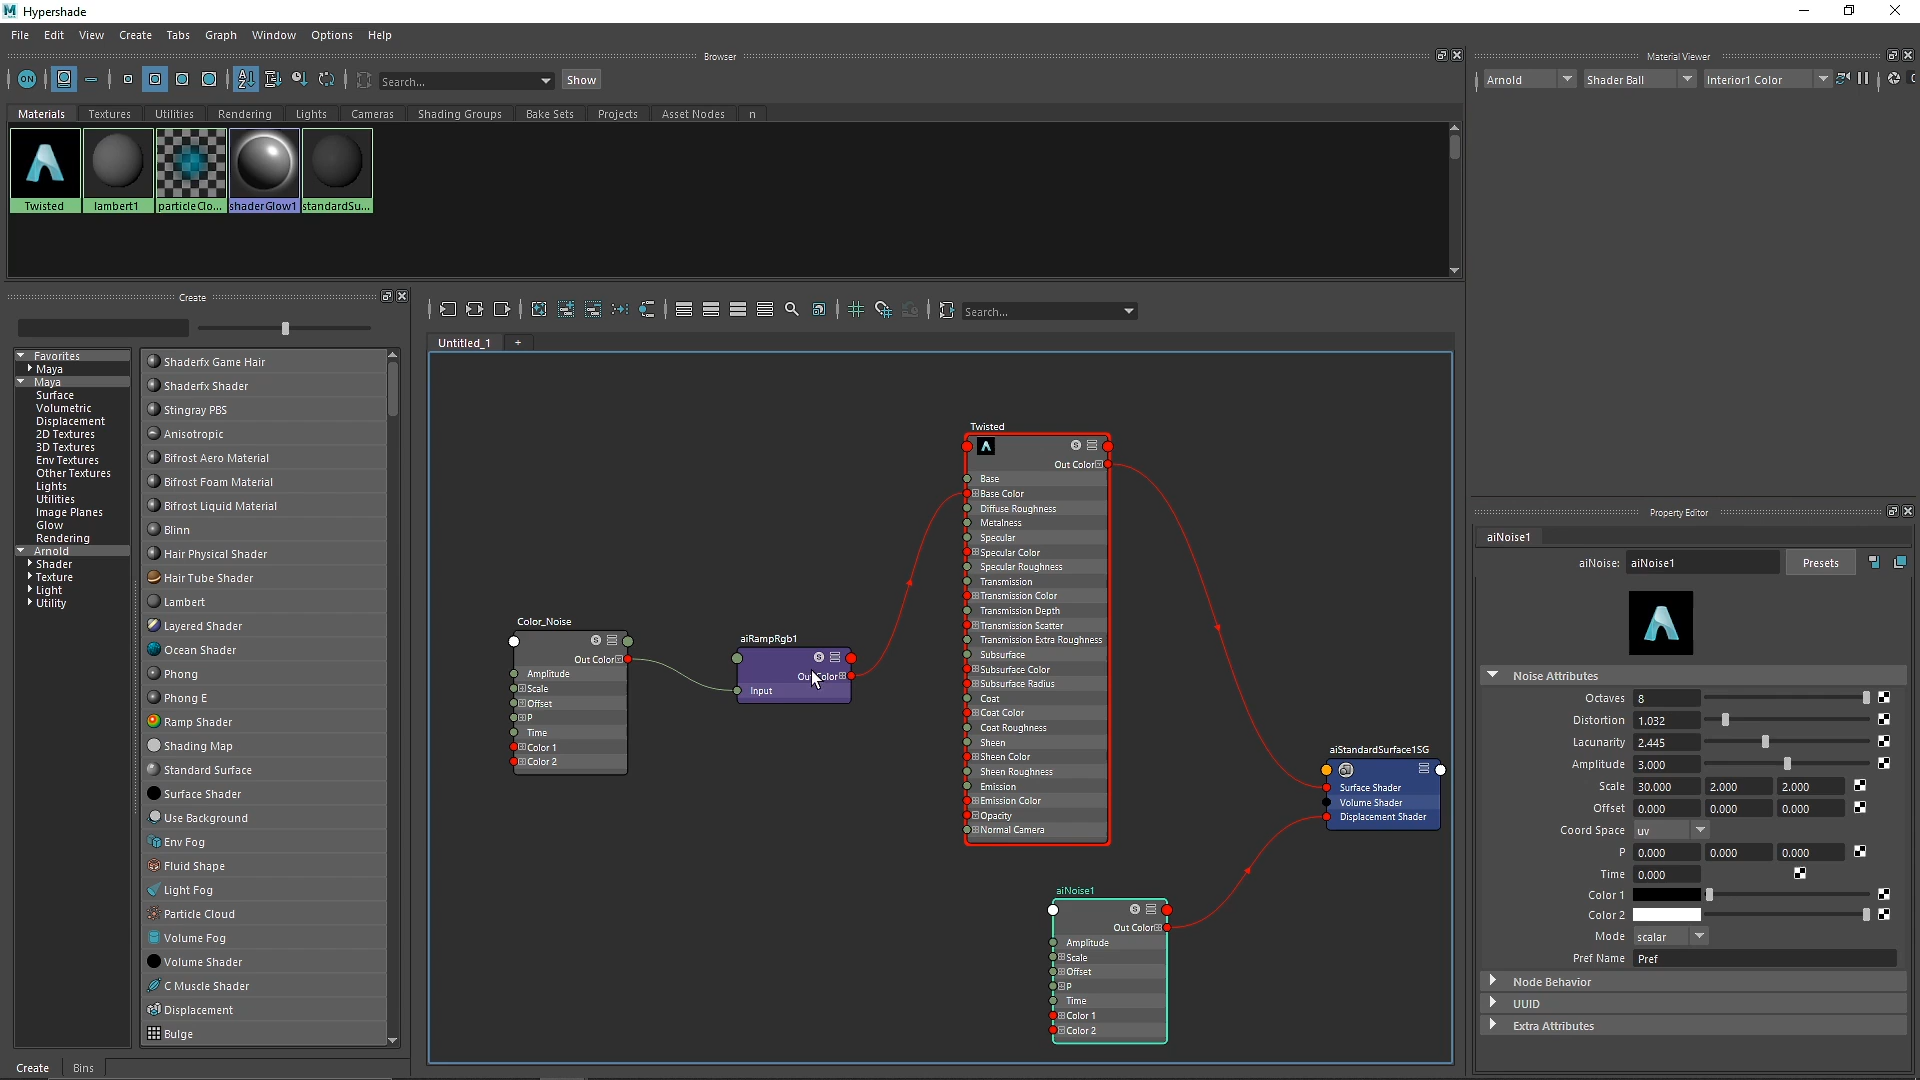 Hypershade
File Edit View Create Tabs Graph Window Options Help
Browser
ON Search... Show
Materials Textures Utilities Rendering Lights Cameras Shading Groups Bake Sets Projects Asset Nodes n
Twisted lambert1 particleClo... shaderGlow1 standardSu...
Material Viewer
Arnold Shader Ball Interior1 Color
Create
Favorites
Maya
Maya
Surface
Volumetric
Displacement
2D Textures
3D Textures
Env Textures
Other Textures
Lights
Utilities
Image Planes
Glow
Rendering
Arnold
Shader
Texture
Light
Utility
Shaderfx Game Hair
Shaderfx Shader
Stingray PBS
Anisotropic
Bifrost Aero Material
Bifrost Foam Material
Bifrost Liquid Material
Blinn
Hair Physical Shader
Hair Tube Shader
Lambert
Layered Shader
Ocean Shader
Phong
Phong E
Ramp Shader
Shading Map
Standard Surface
Surface Shader
Use Background
Env Fog
Fluid Shape
Light Fog
Particle Cloud
Volume Fog
Volume Shader
C Muscle Shader
Displacement
Bulge
Create Bins
Search...
Untitled_1 +
Color_Noise
S
Out Color
Amplitude
Scale
Offset
P
Time
Color 1
Color 2
aiRampRgb1
S
Input
Twisted
S
Out Color
Base
Base Color
Diffuse Roughness
Metalness
Specular
Specular Color
Specular Roughness
Transmission
Transmission Color
Transmission Depth
Transmission Scatter
Transmission Extra Roughness
Subsurface
Subsurface Color
Subsurface Radius
Coat
Coat Color
Coat Roughness
Sheen
Sheen Color
Sheen Roughness
Emission
Emission Color
Opacity
Normal Camera
aiStandardSurface1SG
Surface Shader
Volume Shader
Displacement Shader
aiNoise1
S
Out Color
Amplitude
Scale
Offset
P
Time
Color 1
Color 2
Property Editor
aiNoise1
aiNoise: aiNoise1 Presets
Noise Attributes
Octaves 8
Distortion 1.032
Lacunarity 2.445
Amplitude 3.000
Scale 30.000 2.000 2.000
Offset 0.000 0.000 0.000
Coord Space uv
P 0.000 0.000 0.000
Time 0.000
Color 1
Color 2
Mode scalar
Pref Name Pref
Node Behavior
UUID
Extra Attributes